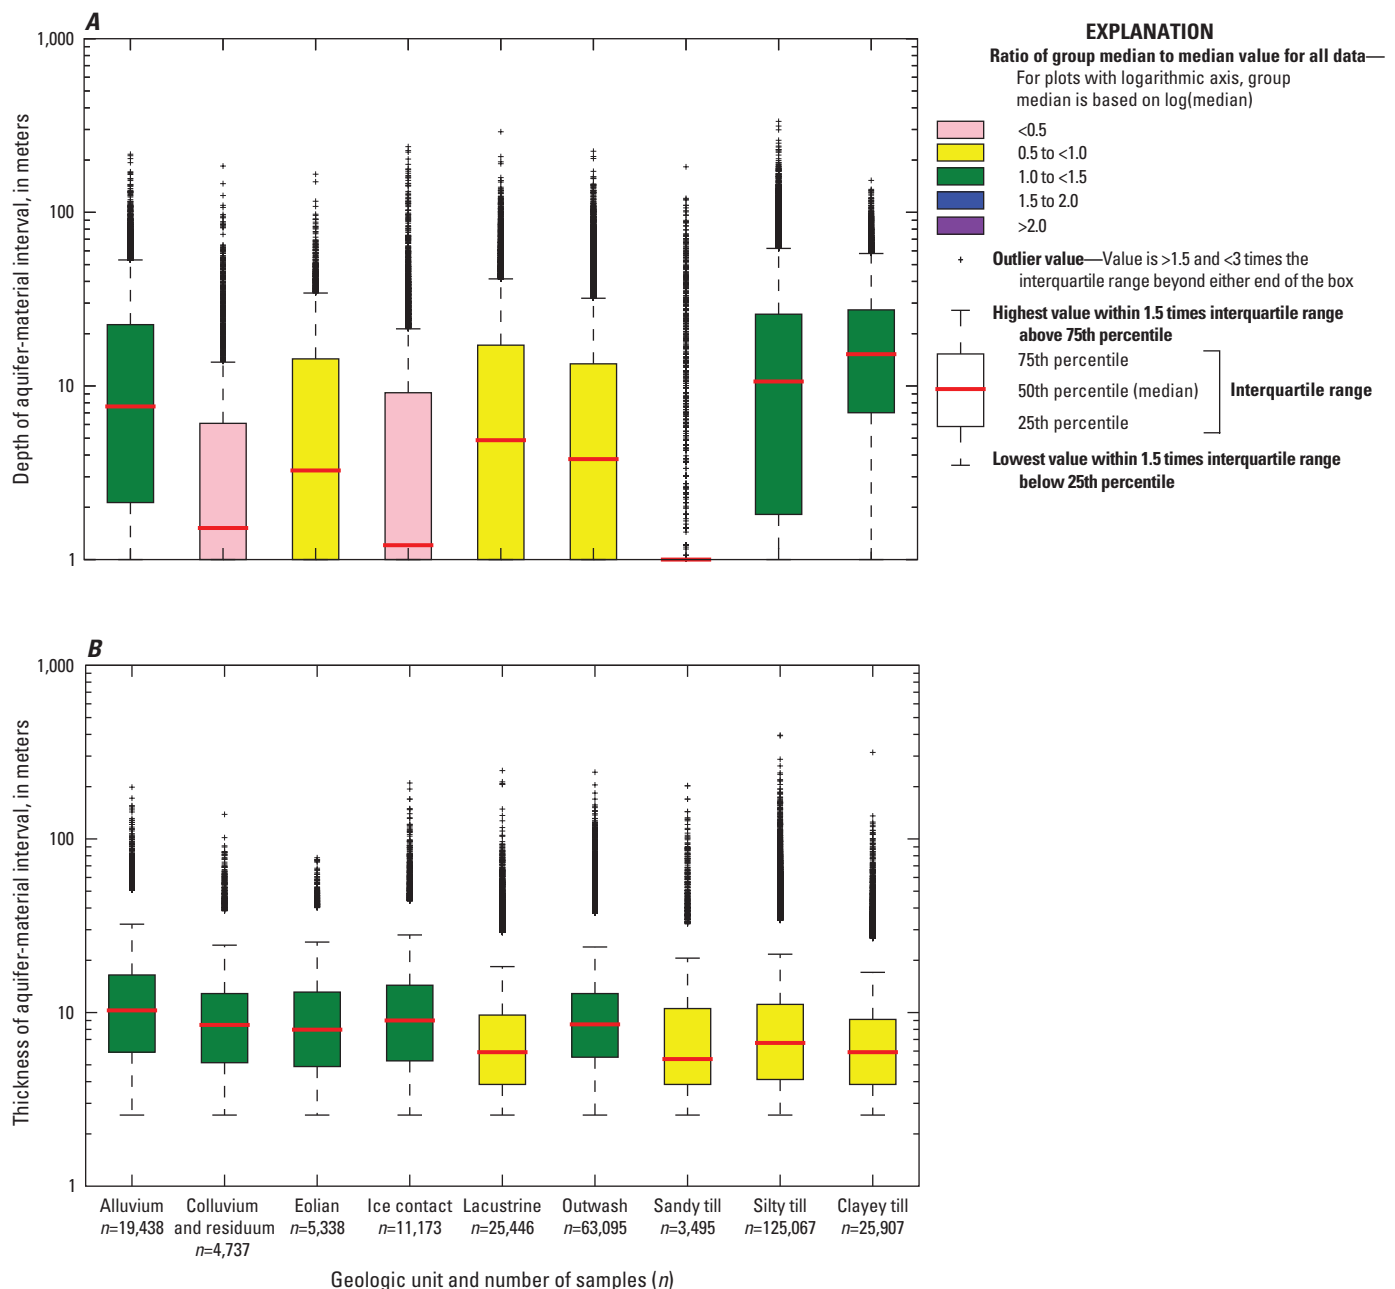 A
1,000
100
10
1
Depth of aquifer-material interval, in meters
EXPLANATION
Ratio of group median to median value for all data—
For plots with logarithmic axis, group
median is based on log(median)
<0.5
0.5 to <1.0
1.0 to <1.5
1.5 to 2.0
>2.0
Outlier value—Value is >1.5 and <3 times the
interquartile range beyond either end of the box
Highest value within 1.5 times interquartile range
above 75th percentile
75th percentile
50th percentile (median)
25th percentile
Interquartile range
Lowest value within 1.5 times interquartile range
below 25th percentile
B
1,000
100
10
1
Thickness of aquifer-material interval, in meters
Alluvium
n=19,438
Colluvium
and residuum
n=4,737
Eolian
n=5,338
Ice contact
n=11,173
Lacustrine
n=25,446
Outwash
n=63,095
Sandy till
n=3,495
Silty till
n=125,067
Clayey till
n=25,907
Geologic unit and number of samples (n)